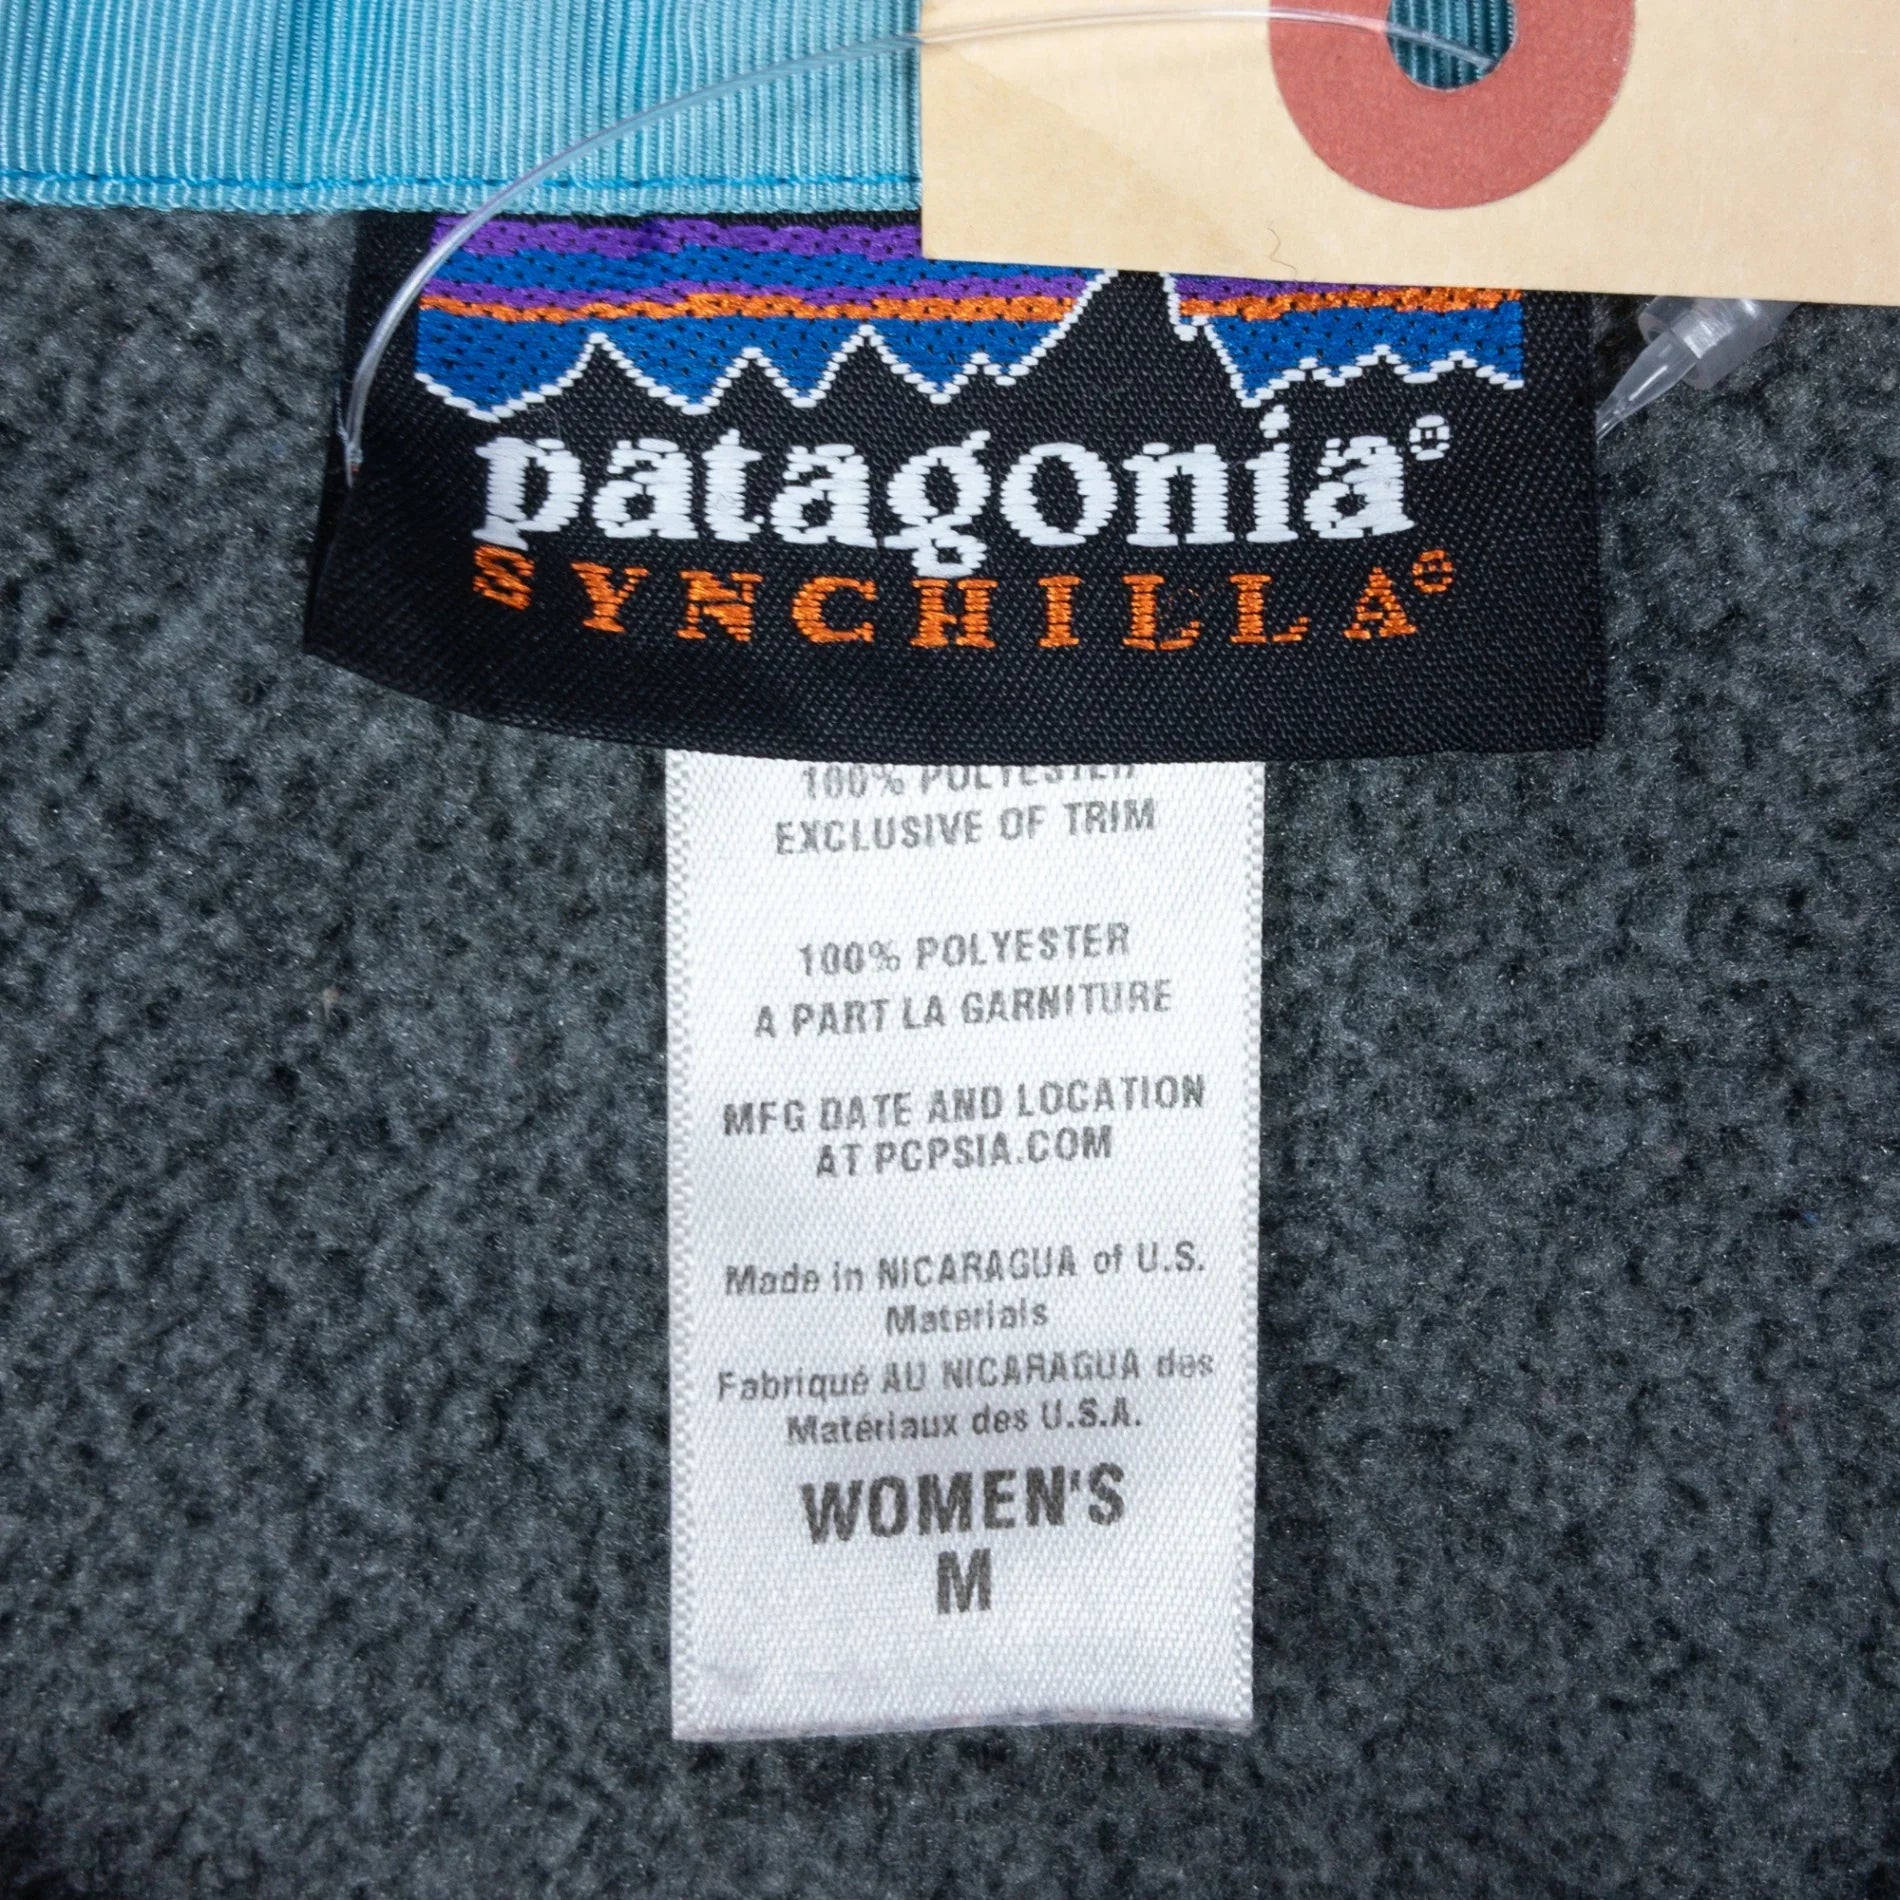 patagonia®
SYNCHILLA®
100% POLYESTER
EXCLUSIVE OF TRIM
100% POLYESTER
A PART LA GARNITURE
MFG DATE AND LOCATION
AT PCPSIA.COM
Made in NICARAGUA of U.S.
Materials
Fabriqué AU NICARAGUA des
Matériaux des U.S.A.
WOMEN'S
M